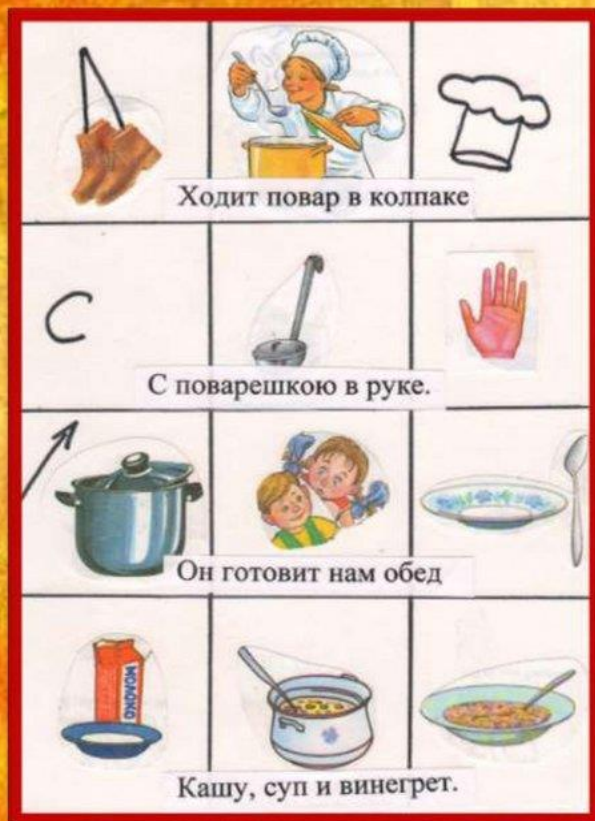 Ходит повар в колпаке
С
С поварешкою в руке.
Он готовит нам обед
МОЛОКО
Кашу, суп и винегрет.